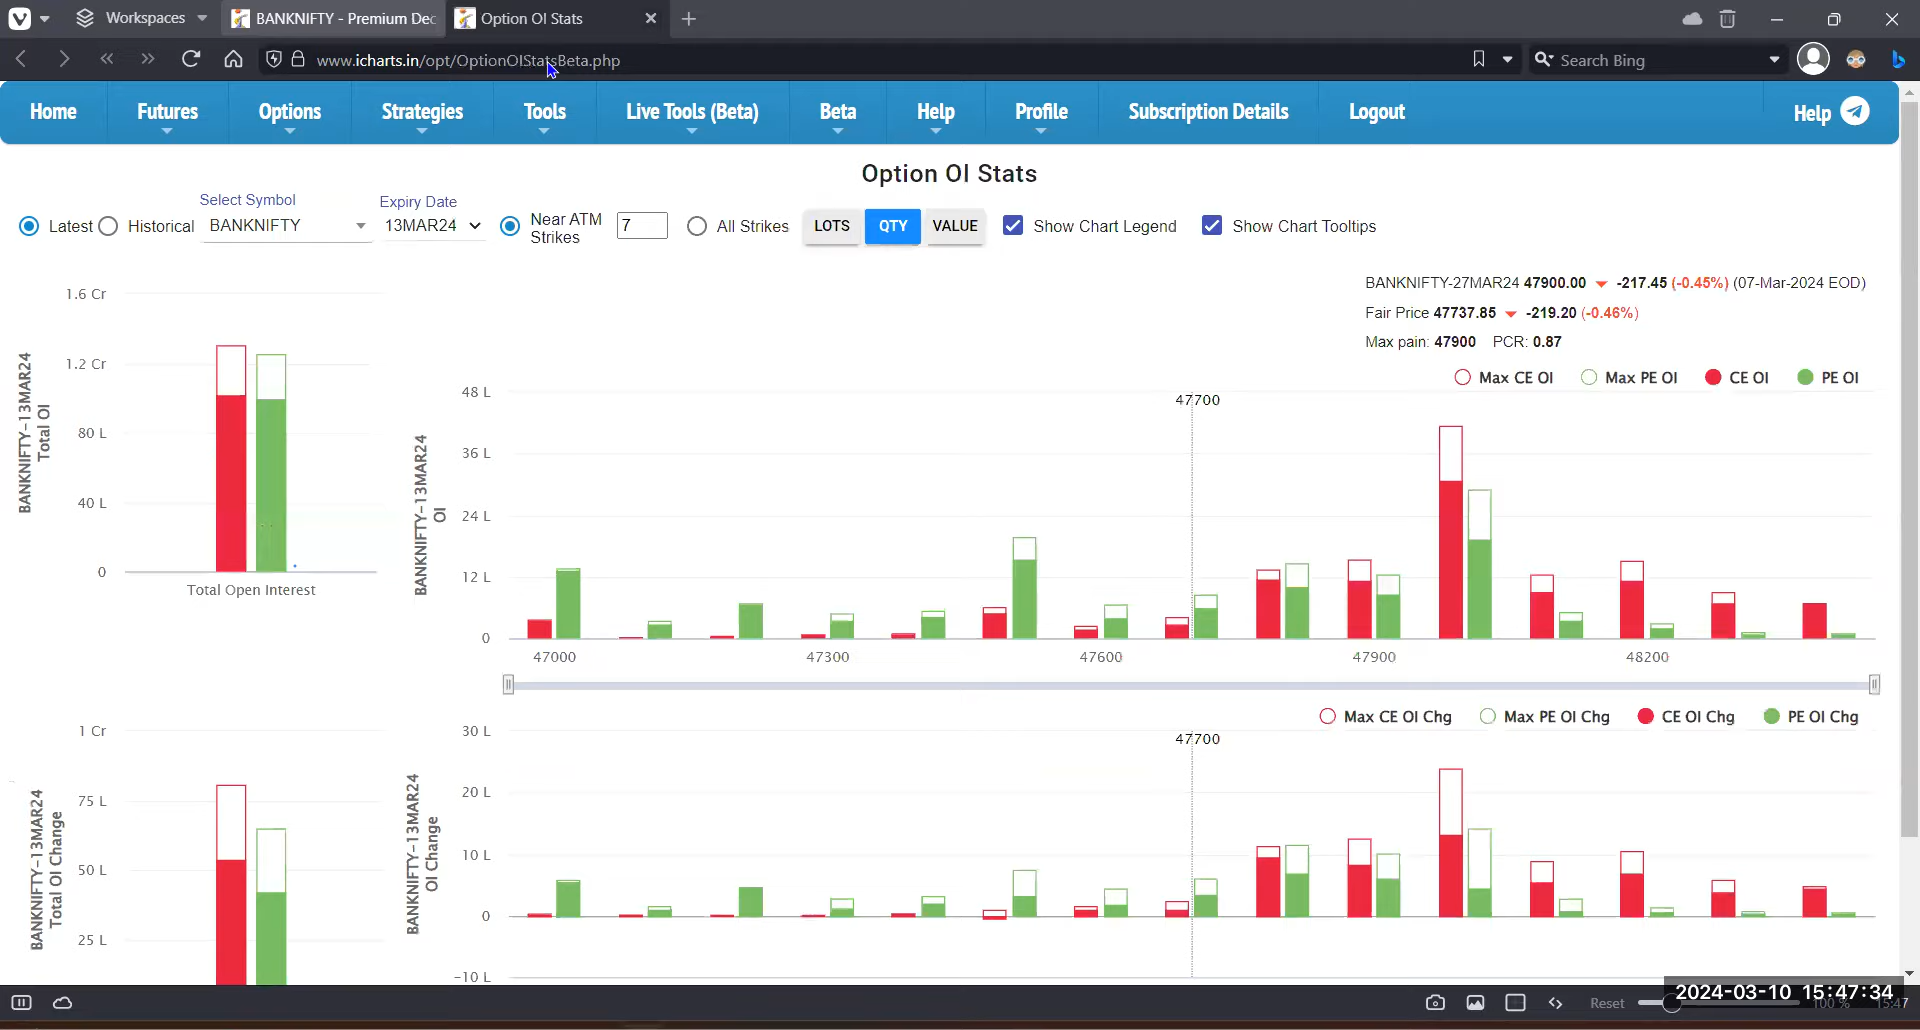 Workspaces
BANKNIFTY - Premium Dec
Option OI Stats
www.icharts.in/opt/OptionOIStatsBeta.php
Search Bing
Home
Futures
Options
Strategies
Tools
Live Tools (Beta)
Beta
Help
Profile
Subscription Details
Logout
Help
Option OI Stats
Latest
Historical
Select Symbol
BANKNIFTY
Expiry Date
13MAR24
Near ATM
Strikes
7
All Strikes
LOTS
QTY
VALUE
Show Chart Legend
Show Chart Tooltips
BANKNIFTY-27MAR24 47900.00 -217.45 (-0.45%) (07-Mar-2024 EOD)
Fair Price 47737.85 -219.20 (-0.46%)
Max pain: 47900 PCR: 0.87
BANKNIFTY-13MAR24
Total OI
1.6 Cr
1.2 Cr
80 L
40 L
0
Total Open Interest
Max CE OI
Max PE OI
CE OI
PE OI
BANKNIFTY-13MAR24
OI
48 L
36 L
24 L
12 L
0
47700
47000
47300
47600
47900
48200
BANKNIFTY-13MAR24
Total OI Change
1 Cr
75 L
50 L
25 L
Max CE OI Chg
Max PE OI Chg
CE OI Chg
PE OI Chg
BANKNIFTY-13MAR24
OI Change
30 L
20 L
10 L
0
-10 L
47700
Reset
100 %
15:47
2024-03-10 15:47:34